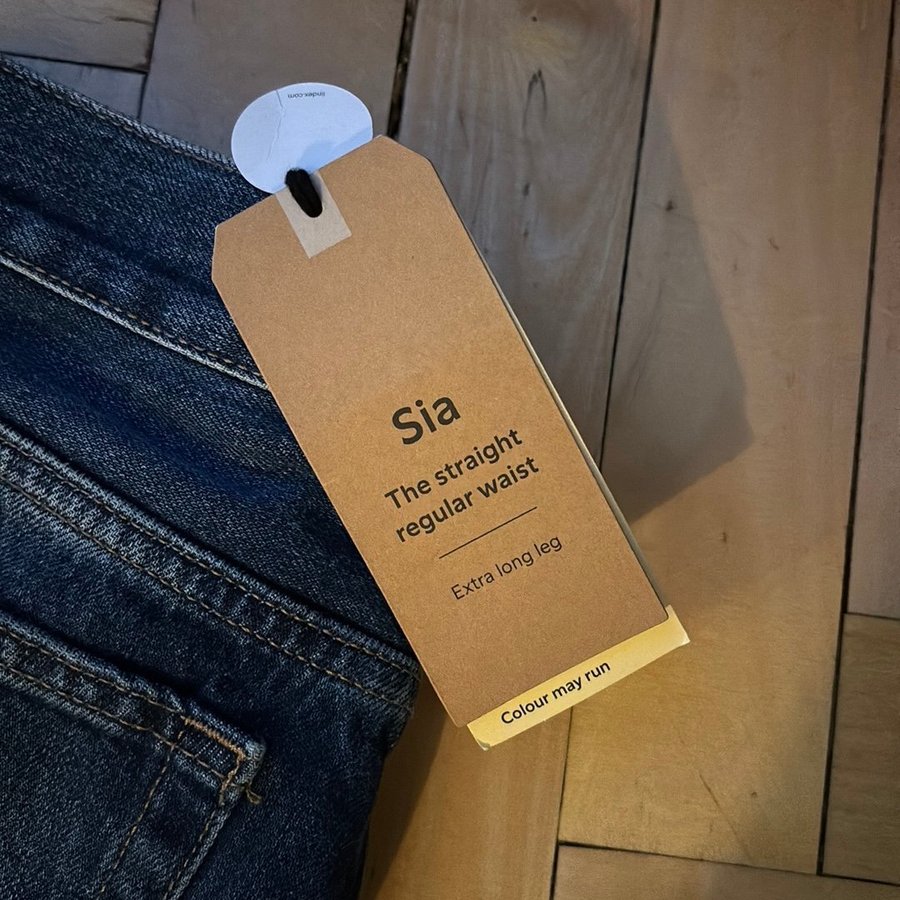 lindex.com
Sia
The straight
regular waist
Extra long leg
Colour may run